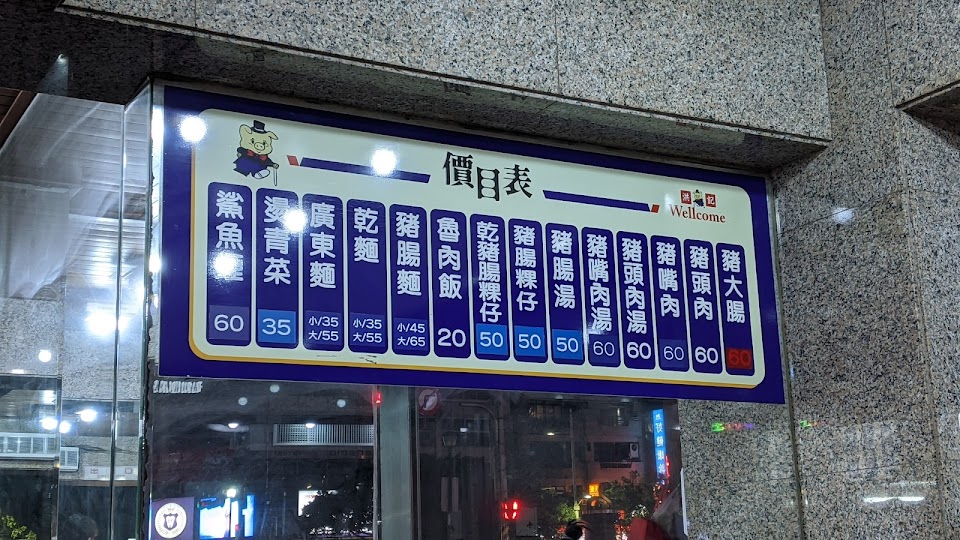 價目表
記
Wellcome
豬大腸
60
豬頭肉
60
豬嘴肉
60
豬頭肉湯
60
豬嘴肉湯
60
豬腸湯
50
豬腸粿仔
50
乾豬腸粿仔
50
魯肉飯
20
豬腸麵
小/45
大/65
乾麵
小/35
大/55
廣東麵
小/35
大/55
燙青菜
35
鯊魚煙
60